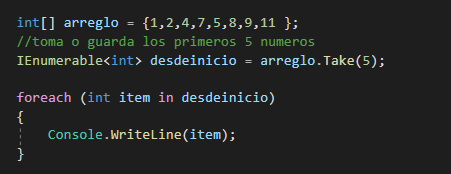 int[] arreglo = {1,2,4,7,5,8,9,11 };
//toma o guarda los primeros 5 numeros
IEnumerable<int> desdeinicio = arreglo.Take(5);
foreach (int item in desdeinicio)
{
Console.WriteLine(item);
}